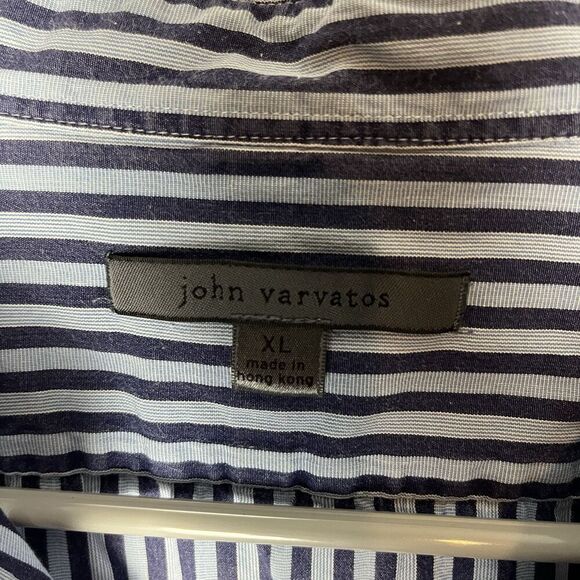 john varvatos
XL
made in
hong kong